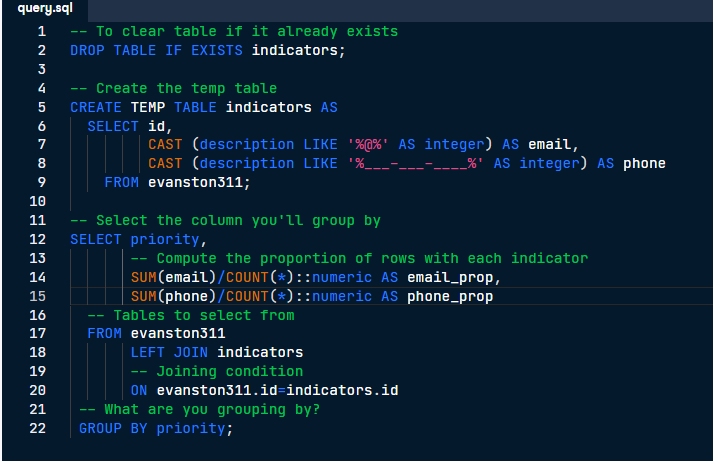 query.sql
1 -- To clear table if it already exists
2 DROP TABLE IF EXISTS indicators;
3
4 -- Create the temp table
5 CREATE TEMP TABLE indicators AS
6 SELECT id,
7 CAST (description LIKE '%@%' AS integer) AS email,
8 CAST (description LIKE '%___-___-____%' AS integer) AS phone
9 FROM evanston311;
10
11 -- Select the column you'll group by
12 SELECT priority,
13 -- Compute the proportion of rows with each indicator
14 SUM(email)/COUNT(*)::numeric AS email_prop,
15 SUM(phone)/COUNT(*)::numeric AS phone_prop
16 -- Tables to select from
17 FROM evanston311
18 LEFT JOIN indicators
19 -- Joining condition
20 ON evanston311.id=indicators.id
21 -- What are you grouping by?
22 GROUP BY priority;